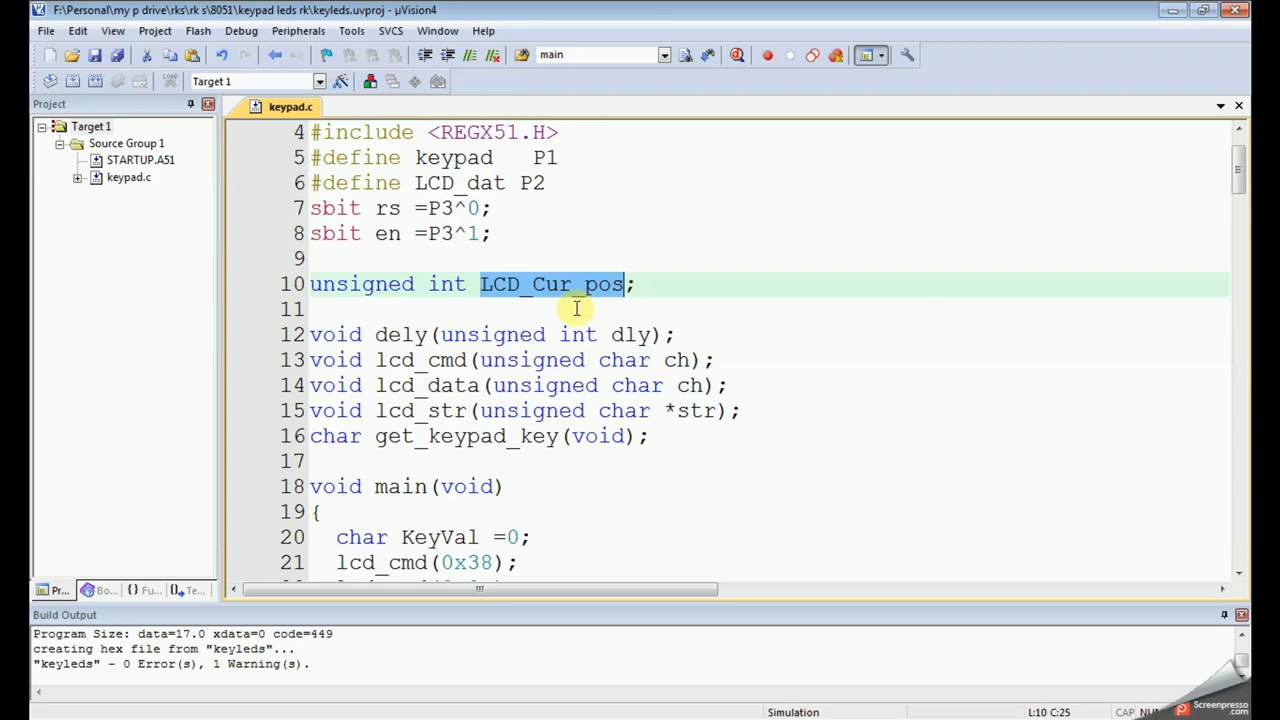 F:\Personal\my p drive\rks\rk s\8051\keypad leds rk\keyleds.uvproj - µVision4
File Edit View Project Flash Debug Peripherals Tools SVCS Window Help
main
LOAD Target 1
Project
Target 1
Source Group 1
STARTUP.A51
keypad.c
Pr... Bo... {} Fu... Te...
keypad.c
4 #include <REGX51.H>
5 #define keypad P1
6 #define LCD_dat P2
7 sbit rs =P3^0;
8 sbit en =P3^1;
9
10 unsigned int LCD_Cur_pos;
11
12 void dely(unsigned int dly);
13 void lcd_cmd(unsigned char ch);
14 void lcd_data(unsigned char ch);
15 void lcd_str(unsigned char *str);
16 char get_keypad_key(void);
17
18 void main(void)
19 {
20 char KeyVal =0;
21 lcd_cmd(0x38);
Build Output
Program Size: data=17.0 xdata=0 code=449
creating hex file from "keyleds"...
"keyleds" - 0 Error(s), 1 Warning(s).
Simulation L:10 C:25 CAP
Screenpresso
.com